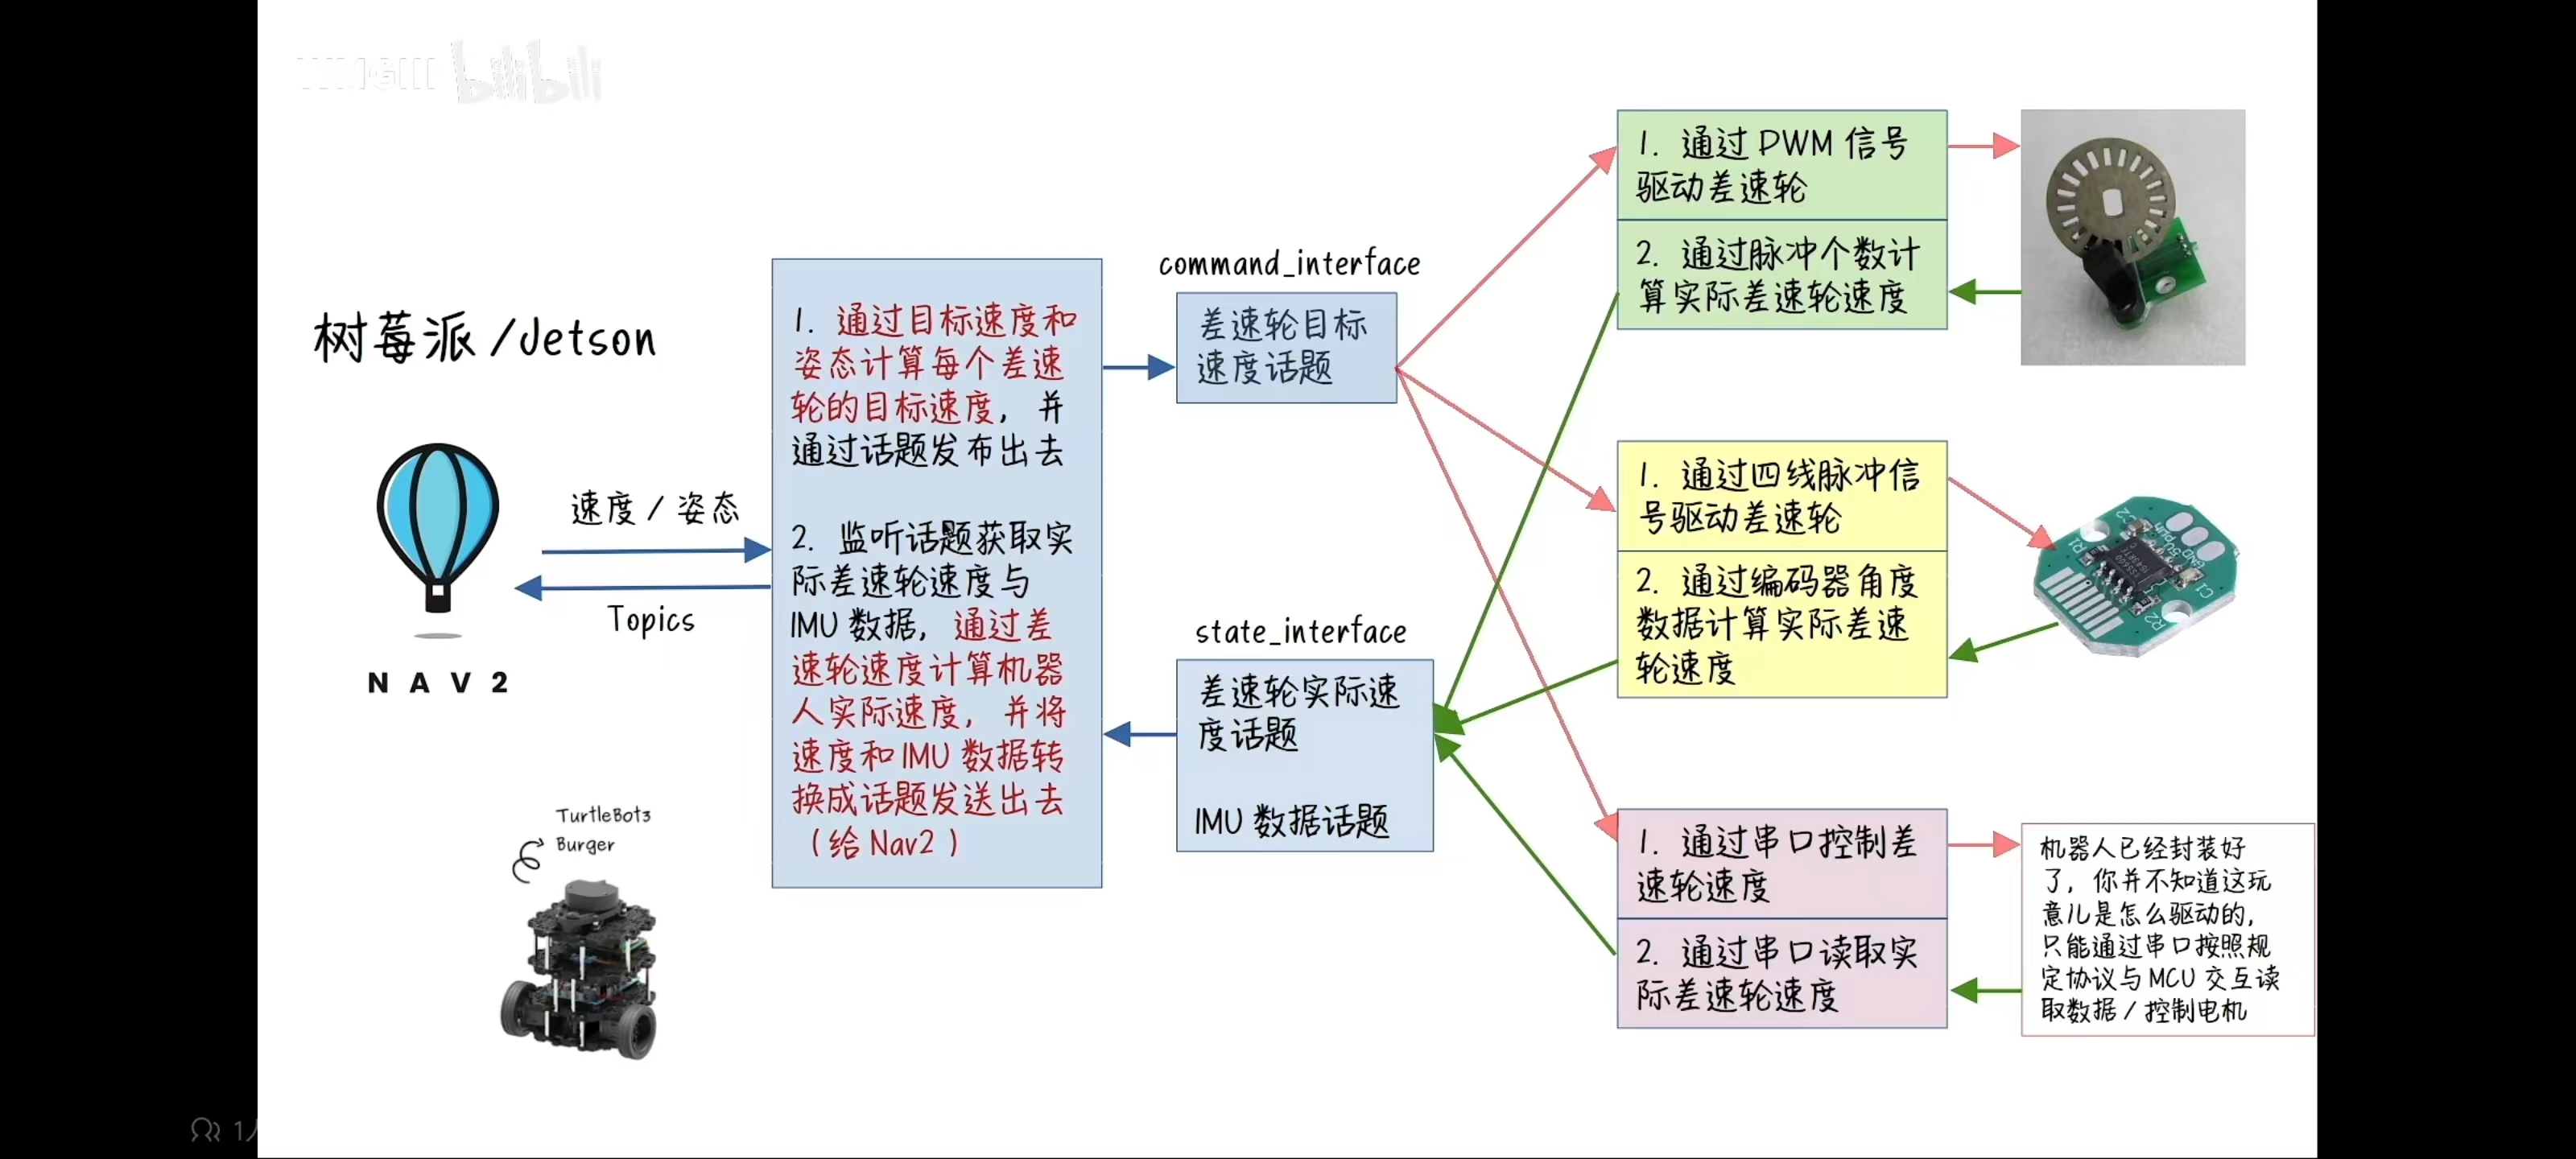 bilibili
树莓派/Jetson
NAV2
速度/姿态
Topics
TurtleBot3
Burger
1. 通过目标速度和
姿态计算每个差速
轮的目标速度，并
通过话题发布出去
2. 监听话题获取实
际差速轮速度与
IMU 数据，通过差
速轮速度计算机器
人实际速度，并将
速度和IMU 数据转
换成话题发送出去
（给Nav2）
command_interface
差速轮目标
速度话题
state_interface
差速轮实际速
度话题
IMU 数据话题
1. 通过 PWM 信号
驱动差速轮
2. 通过脉冲个数计
算实际差速轮速度
1. 通过四线脉冲信
号驱动差速轮
2. 通过编码器角度
数据计算实际差速
轮速度
1. 通过串口控制差
速轮速度
2. 通过串口读取实
际差速轮速度
机器人已经封装好
了，你并不知道这玩
意儿是怎么驱动的，
只能通过串口按照规
定协议与MCU 交互读
取数据/控制电机
R1
C2
C1
R2